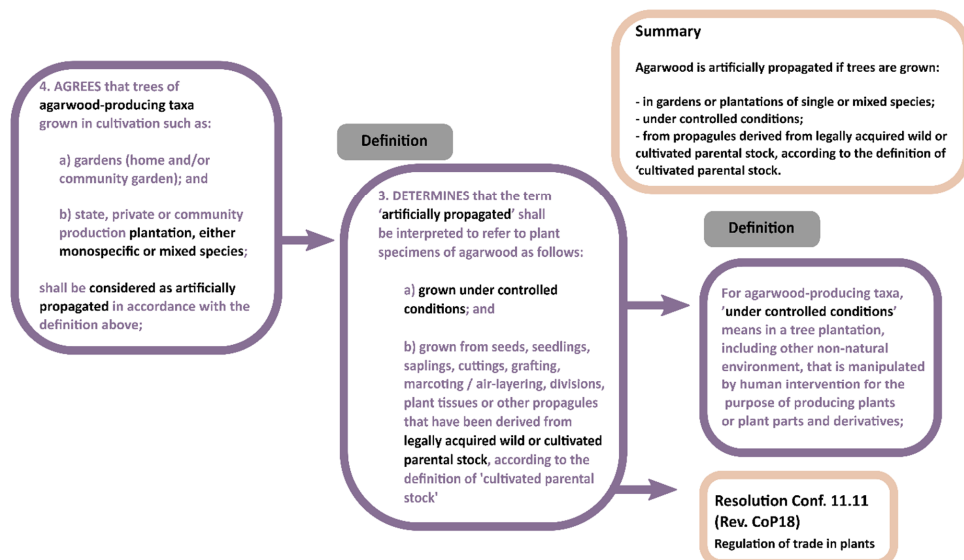 4. AGREES that trees of
agarwood-producing taxa
grown in cultivation such as:
a) gardens (home and/or
community garden); and
b) state, private or community
production plantation, either
monospecific or mixed species;
shall be considered as artificially
propagated in accordance with the
definition above;
Definition
3. DETERMINES that the term
‘artificially propagated’ shall
be interpreted to refer to plant
specimens of agarwood as follows:
a) grown under controlled
conditions; and
b) grown from seeds, seedlings,
saplings, cuttings, grafting,
marcoting / air-layering, divisions,
plant tissues or other propagules
that have been derived from
legally acquired wild or cultivated
parental stock, according to the
definition of 'cultivated parental
stock'
Summary
Agarwood is artificially propagated if trees are grown:
- in gardens or plantations of single or mixed species;
- under controlled conditions;
- from propagules derived from legally acquired wild or
cultivated parental stock, according to the definition of
‘cultivated parental stock.
Definition
For agarwood-producing taxa,
‘under controlled conditions’
means in a tree plantation,
including other non-natural
environment, that is manipulated
by human intervention for the
purpose of producing plants
or plant parts and derivatives;
Resolution Conf. 11.11
(Rev. CoP18)
Regulation of trade in plants